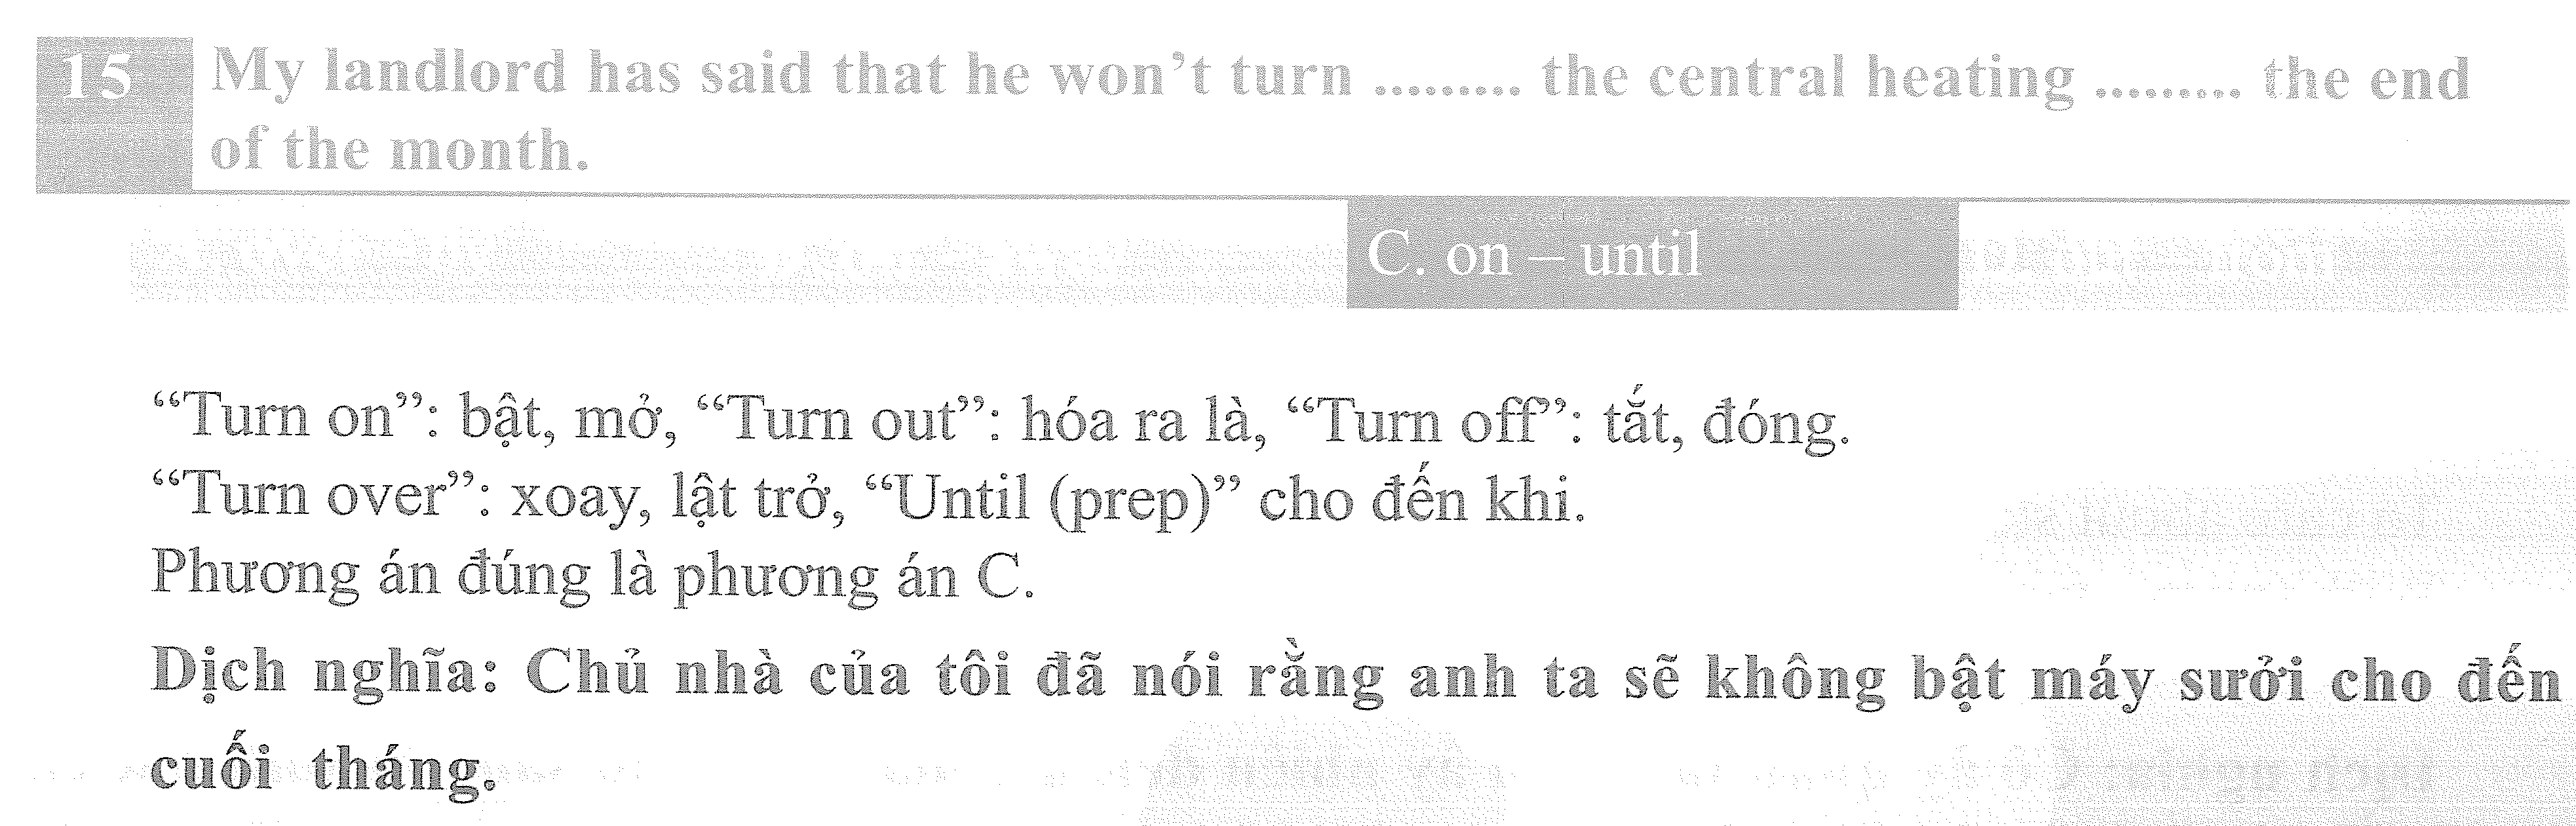 15 My landlord has said that he won't turn ......... the central heating ......... the end
of the month.
C. on – until
“Turn on”: bật, mở, “Turn out”: hóa ra là, “Turn off”: tắt, đóng.
“Turn over”: xoay, lật trở, “Until (prep)” cho đến khi.
Phương án đúng là phương án C.
Dịch nghĩa: Chủ nhà của tôi đã nói rằng anh ta sẽ không bật máy sưởi cho đến
cuối tháng.